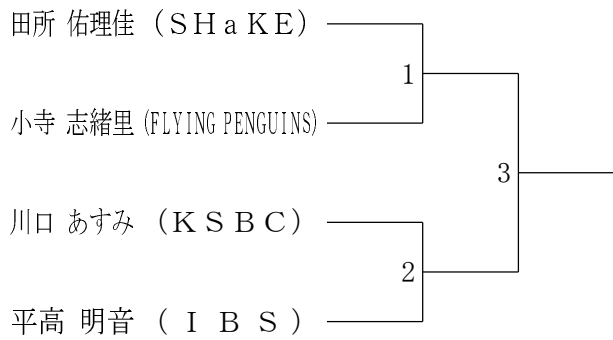 田所 佑理佳 （ＳＨａＫＥ）
1
小寺 志緒里 (FLYING PENGUINS)
3
川口 あすみ （ＫＳＢＣ）
2
平高 明音 （ＩＢＳ）